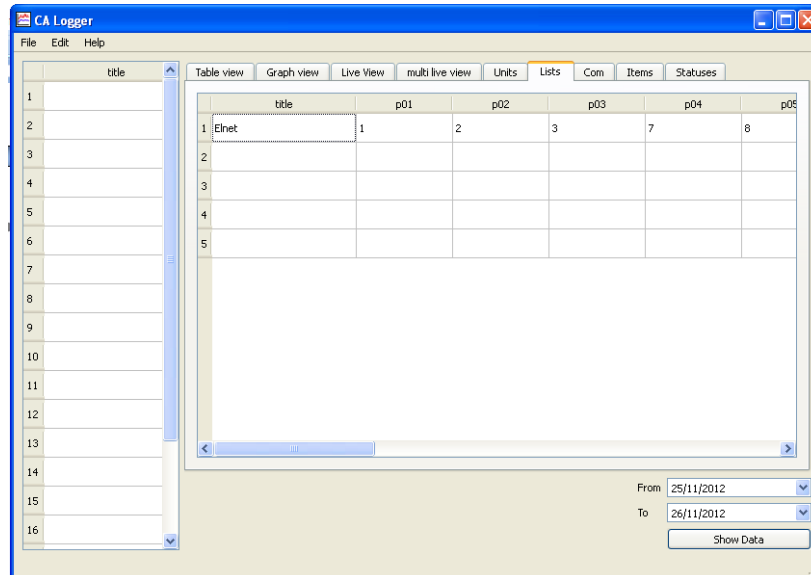 CA Logger
File Edit Help
title
1
2
3
4
5
6
7
8
9
10
11
12
13
14
15
16
Table view Graph view Live View multi live view Units Lists Com Items Statuses
title p01 p02 p03 p04 p05
1 Elnet 1 2 3 7 8
2
3
4
5
From 25/11/2012
To 26/11/2012
Show Data